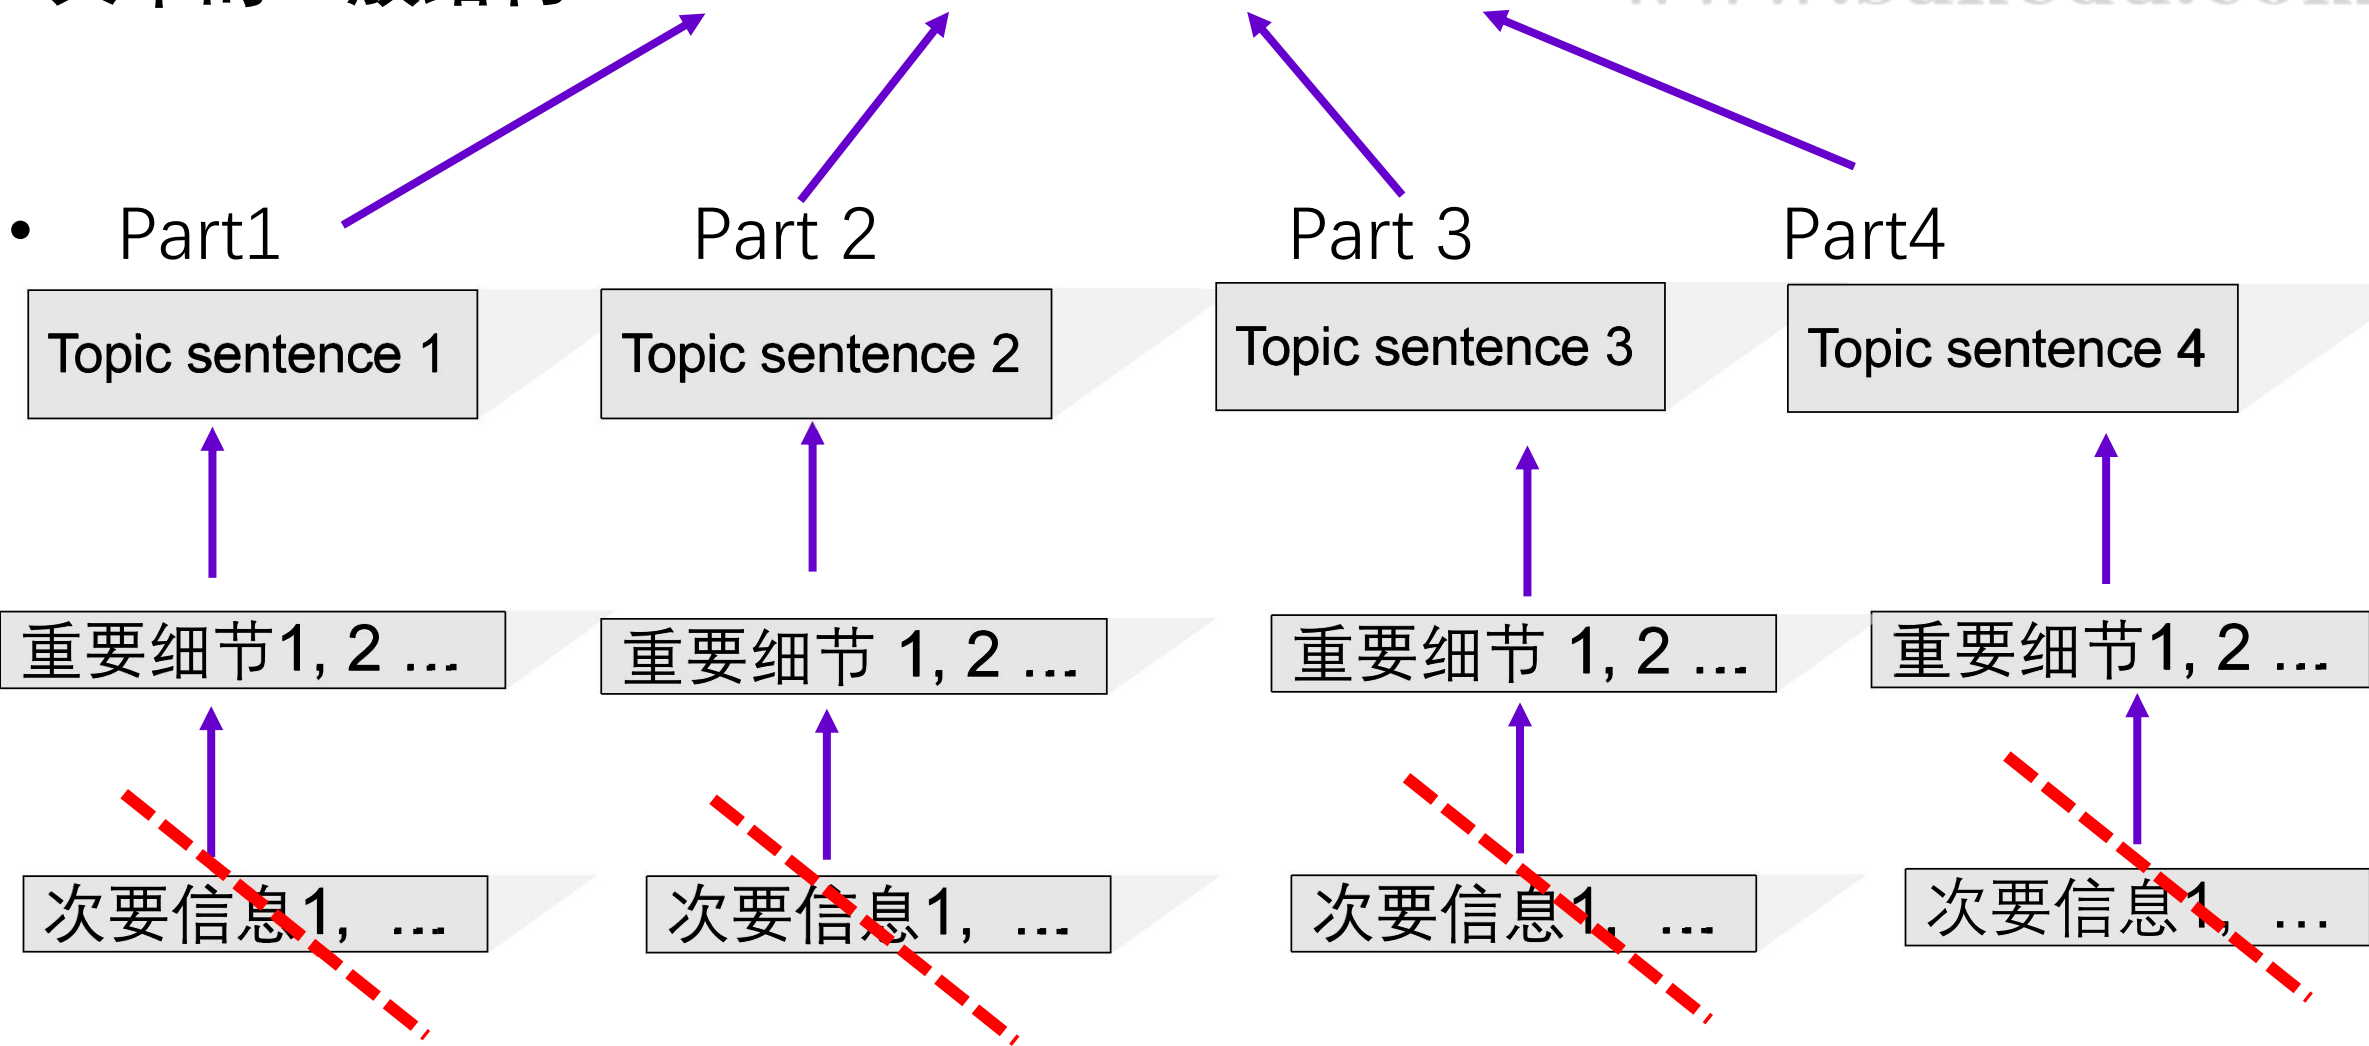 • Part1 Part 2 Part 3 Part4
Topic sentence 1 Topic sentence 2 Topic sentence 3 Topic sentence 4
重要细节1, 2 … 重要细节 1, 2 … 重要细节 1, 2 … 重要细节1, 2 …
次要信息1, … 次要信息1, … 次要信息1, … 次要信息1, …